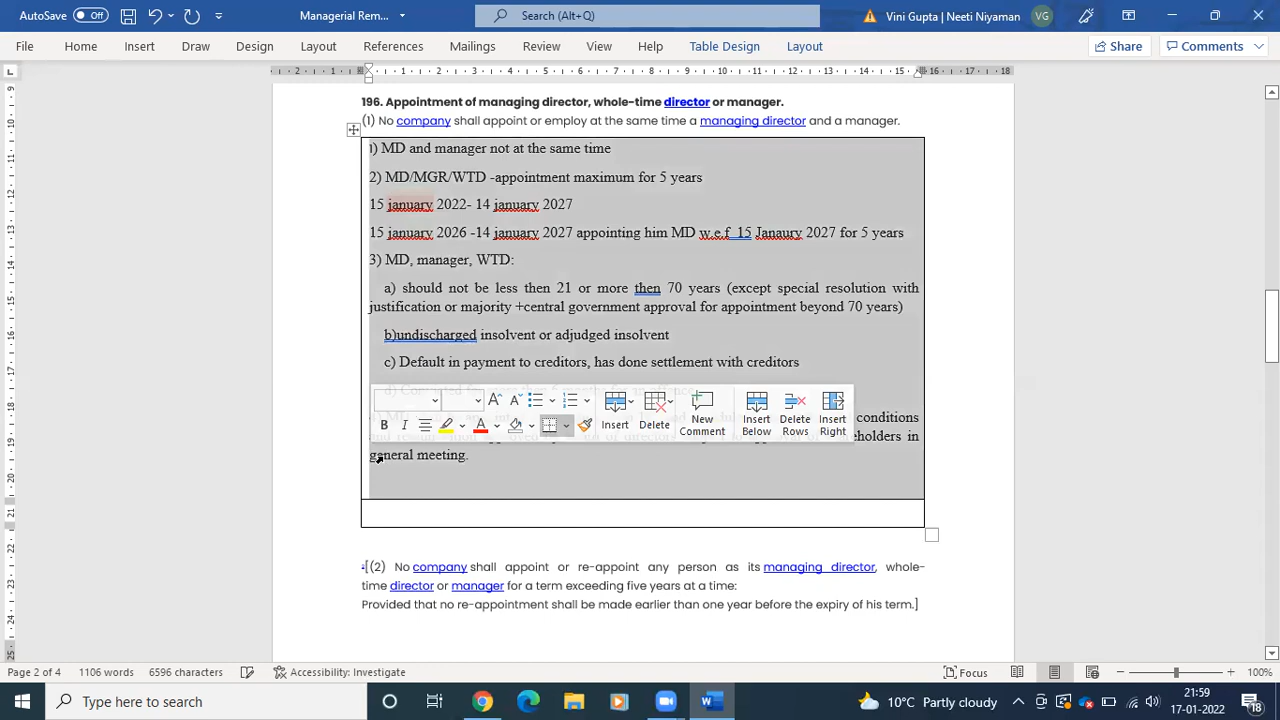 AutoSave Off Managerial Rem... Search (Alt+Q) Vini Gupta | Neeti Niyaman VG
File Home Insert Draw Design Layout References Mailings Review View Help Table Design Layout Share Comments
196. Appointment of managing director, whole-time director or manager.
(1) No company shall appoint or employ at the same time a managing director and a manager.
1) MD and manager not at the same time
2) MD/MGR/WTD -appointment maximum for 5 years
15 january 2022- 14 january 2027
15 january 2026 -14 january 2027 appointing him MD w.e.f 15 Janaury 2027 for 5 years
3) MD, manager, WTD:
a) should not be less then 21 or more then 70 years (except special resolution with
justification or majority +central government approval for appointment beyond 70 years)
b)undischarged insolvent or adjudged insolvent
c) Default in payment to creditors, has done settlement with creditors
conditions
eholders in
general meeting.
Insert Delete New Comment Insert Below Delete Rows Insert Right
[(2) No company shall appoint or re-appoint any person as its managing director, whole-
time director or manager for a term exceeding five years at a time:
Provided that no re-appointment shall be made earlier than one year before the expiry of his term.]
Page 2 of 4 1106 words 6596 characters Accessibility: Investigate Focus 100%
Type here to search 10°C Partly cloudy 21:59
17-01-2022 18